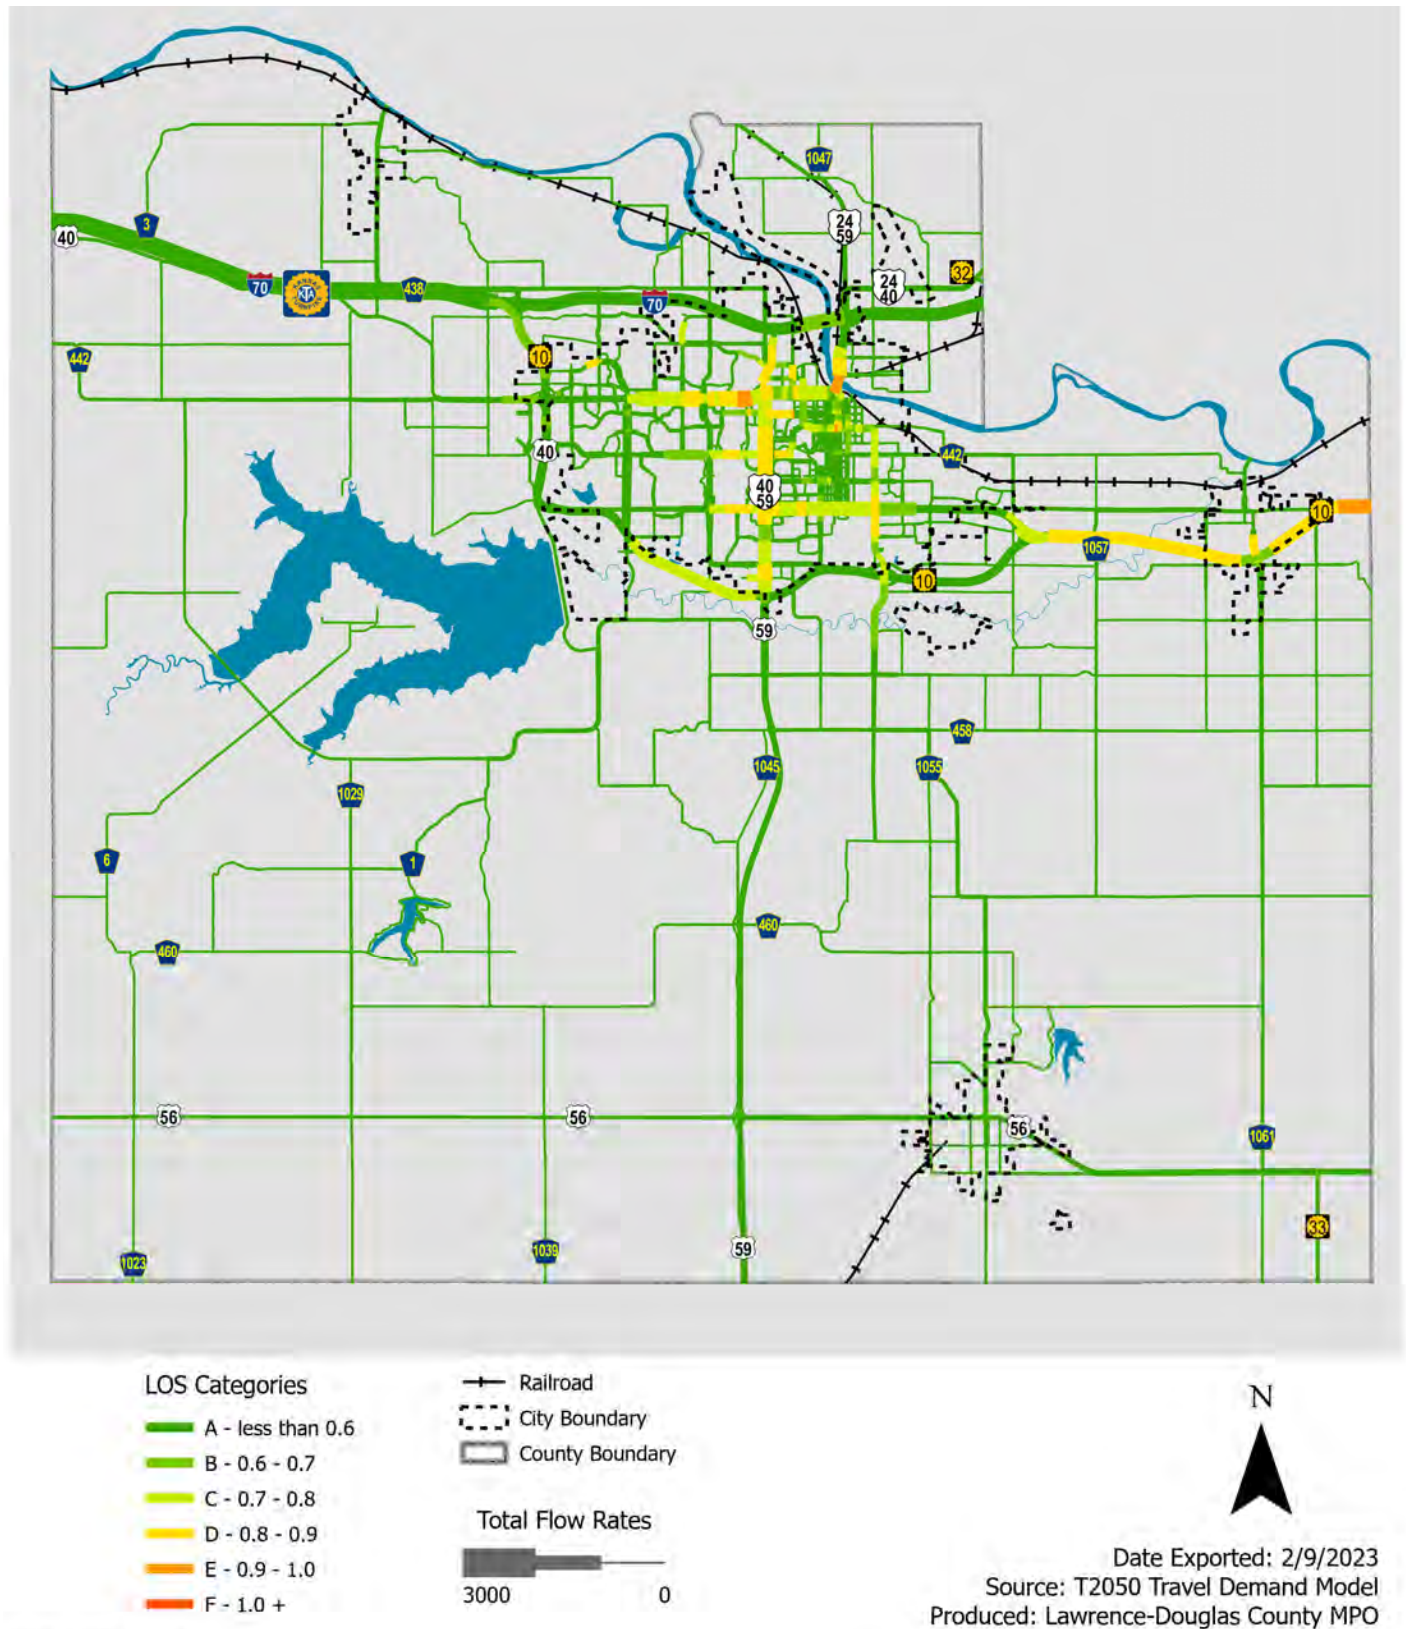 1047
3
40
24
59
32
24
40
70
KANSAS
KTA
TURNPIKE
438
70
442
10
40
442
40
59
10
1057
10
59
458
1045
1055
1029
6
1
460
460
56
56
56
1061
33
59
1023
1039
LOS Categories
A - less than 0.6
B - 0.6 - 0.7
C - 0.7 - 0.8
D - 0.8 - 0.9
E - 0.9 - 1.0
F - 1.0 +
Railroad
City Boundary
County Boundary
Total Flow Rates
3000 0
N
Date Exported: 2/9/2023
Source: T2050 Travel Demand Model
Produced: Lawrence-Douglas County MPO